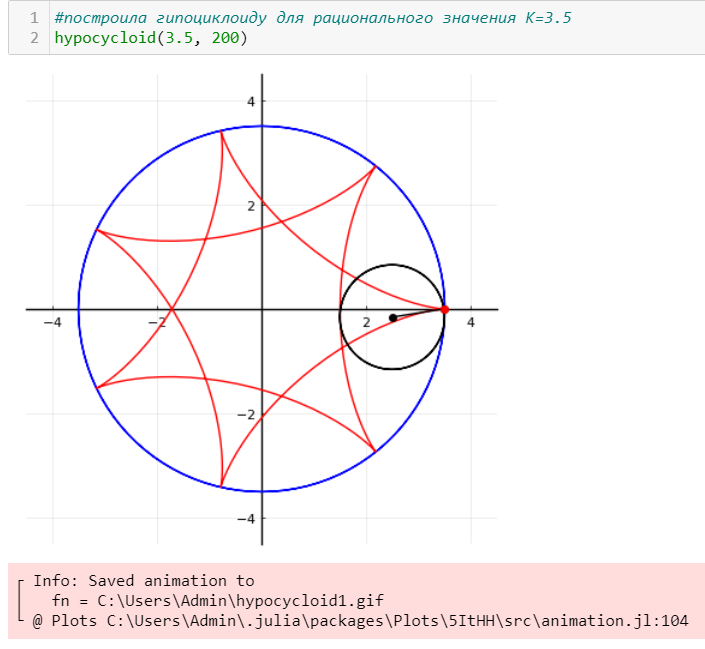 1 #построила гипоциклоиду для рационального значения K=3.5
2 hypocycloid(3.5, 200)
4
2
−4 −2 2 4
−2
−4
Info: Saved animation to
fn = C:\Users\Admin\hypocycloid1.gif
@ Plots C:\Users\Admin\.julia\packages\Plots\5ItHH\src\animation.jl:104